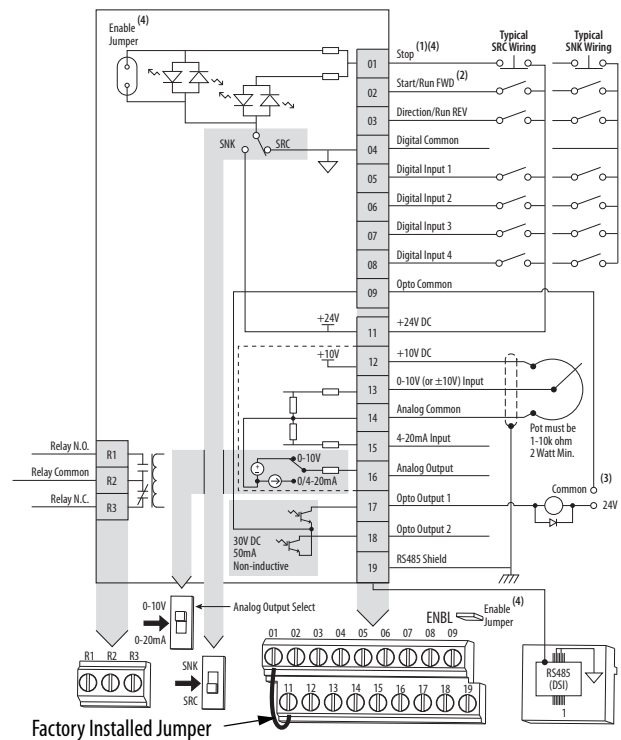 Enable (4)
Jumper
Typical
SRC Wiring
Typical
SNK Wiring
01 Stop (1)(4)
02 Start/Run FWD (2)
03 Direction/Run REV
SNK SRC
04 Digital Common
05 Digital Input 1
06 Digital Input 2
07 Digital Input 3
08 Digital Input 4
09 Opto Common
+24V 11 +24V DC
+10V 12 +10V DC
13 0-10V (or ±10V) Input
14 Analog Common
Pot must be
1-10k ohm
2 Watt Min.
15 4-20mA Input
0-10V
0/4-20mA
16 Analog Output
Relay N.O. R1
Relay Common R2
Relay N.C. R3
17 Opto Output 1
Common (3)
24V
30V DC
50mA
Non-inductive
18 Opto Output 2
19 RS485 Shield
0-10V
0-20mA
Analog Output Select
ENBL Enable (4)
Jumper
R1 R2 R3
SNK
SRC
01 02 03 04 05 06 07 08 09
11 12 13 14 15 16 17 18 19
RS485
(DSI)
1
Factory Installed Jumper